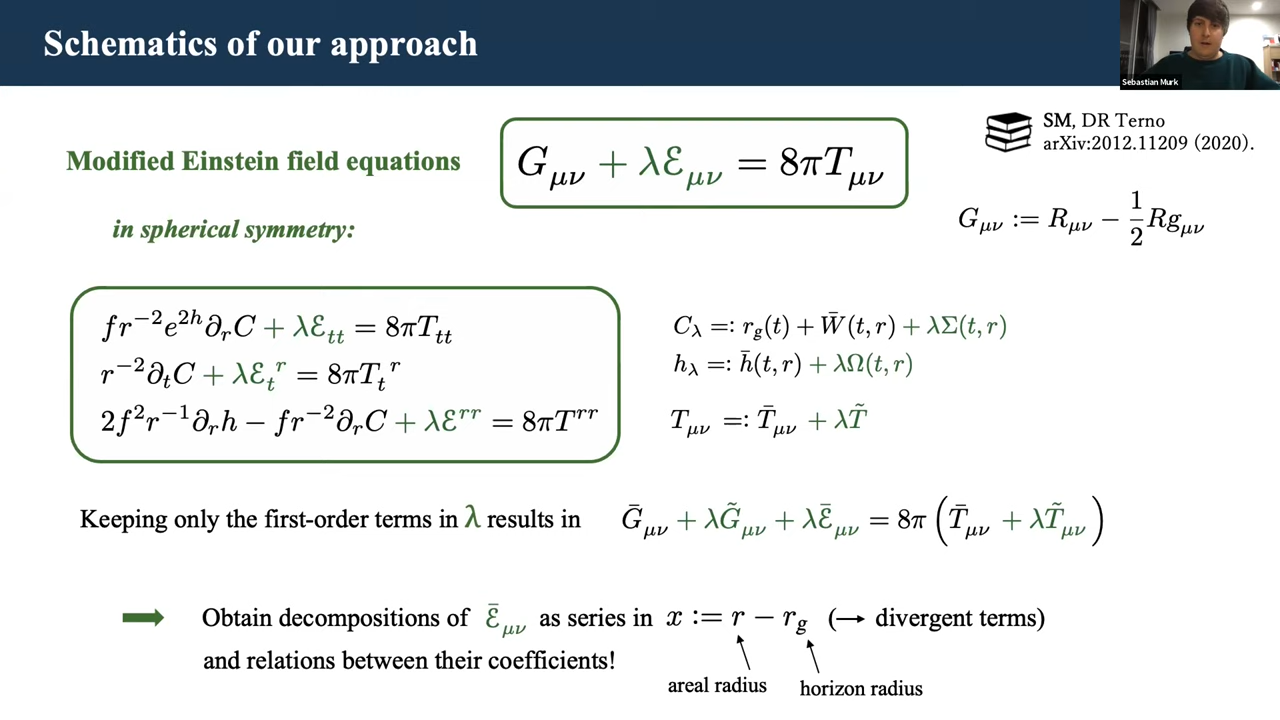 Schematics of our approach
Sebastian Murk
SM, DR Terno
arXiv:2012.11209 (2020).
Modified Einstein field equations
G_{μν} + λℰ_{μν} = 8πT_{μν}
G_{μν} := R_{μν} − \frac{1}{2}Rg_{μν}
in spherical symmetry:
fr^{−2}e^{2h}∂_rC + λℰ_{tt} = 8πT_{tt}
r^{−2}∂_tC + λℰ_t^r = 8πT_t^r
2f^2r^{−1}∂_rh − fr^{−2}∂_rC + λℰ^{rr} = 8πT^{rr}
C_λ =: r_g(t) + W̄(t, r) + λΣ(t, r)
h_λ =: h̄(t, r) + λΩ(t, r)
T_{μν} =: T̄_{μν} + λT̃
Keeping only the first-order terms in λ results in Ḡ_{μν} + λG̃_{μν} + λℰ̄_{μν} = 8π(T̄_{μν} + λT̃_{μν})
Obtain decompositions of ℰ̄_{μν} as series in x := r − r_g (→ divergent terms)
and relations between their coefficients!
areal radius
horizon radius